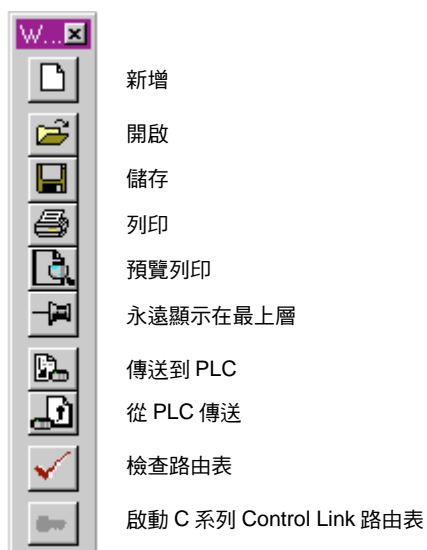 W...
新增
開啟
儲存
列印
預覽列印
永遠顯示在最上層
傳送到 PLC
從 PLC 傳送
檢查路由表
啟動 C 系列 Control Link 路由表